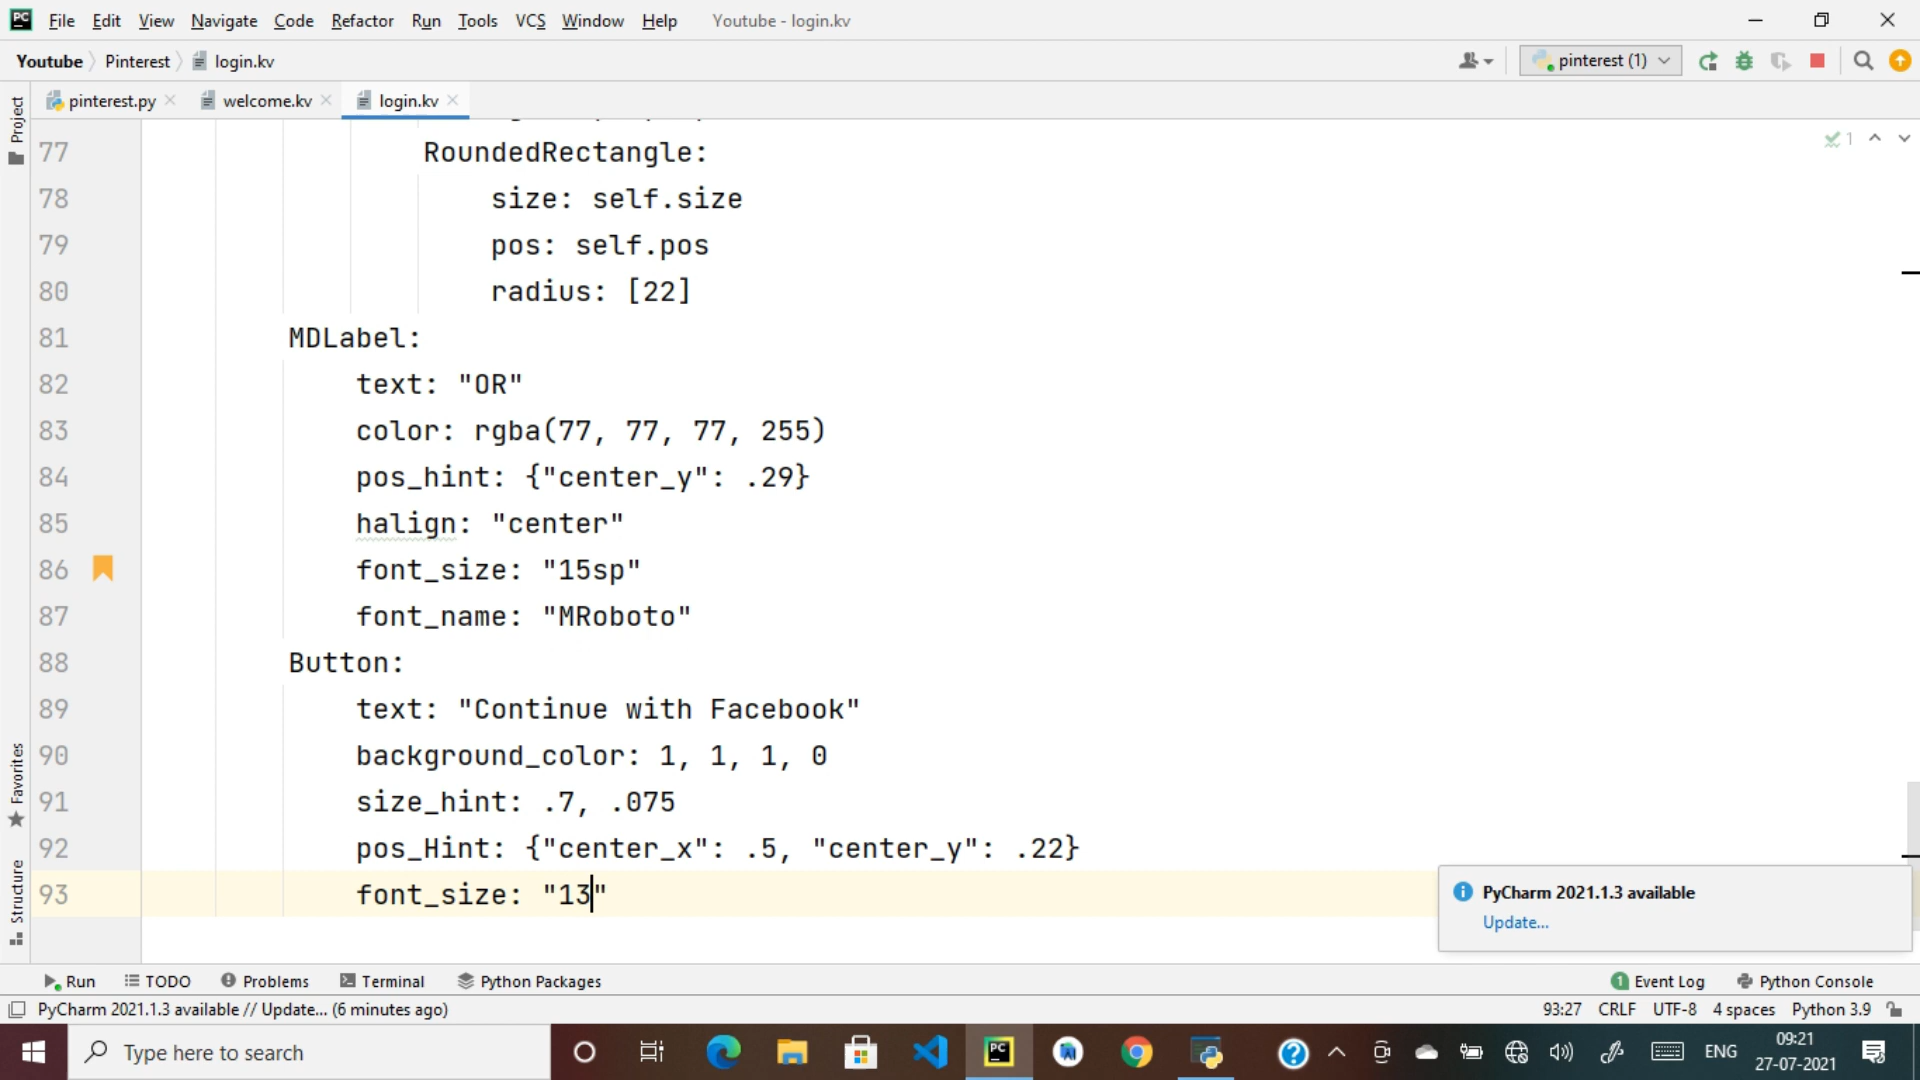 PC File Edit View Navigate Code Refactor Run Tools VCS Window Help Youtube - login.kv
Youtube Pinterest login.kv pinterest (1)
pinterest.py welcome.kv login.kv
Project
1
77 RoundedRectangle:
78 size: self.size
79 pos: self.pos
80 radius: [22]
81 MDLabel:
82 text: "OR"
83 color: rgba(77, 77, 77, 255)
84 pos_hint: {"center_y": .29}
85 halign: "center"
86 font_size: "15sp"
87 font_name: "MRoboto"
88 Button:
89 text: "Continue with Facebook"
90 background_color: 1, 1, 1, 0
91 size_hint: .7, .075
92 pos_Hint: {"center_x": .5, "center_y": .22}
93 font_size: "13"
Favorites
Structure
PyCharm 2021.1.3 available
Update...
Run TODO Problems Terminal Python Packages 1 Event Log Python Console
PyCharm 2021.1.3 available // Update... (6 minutes ago) 93:27 CRLF UTF-8 4 spaces Python 3.9
Type here to search PC ENG 09:21
27-07-2021